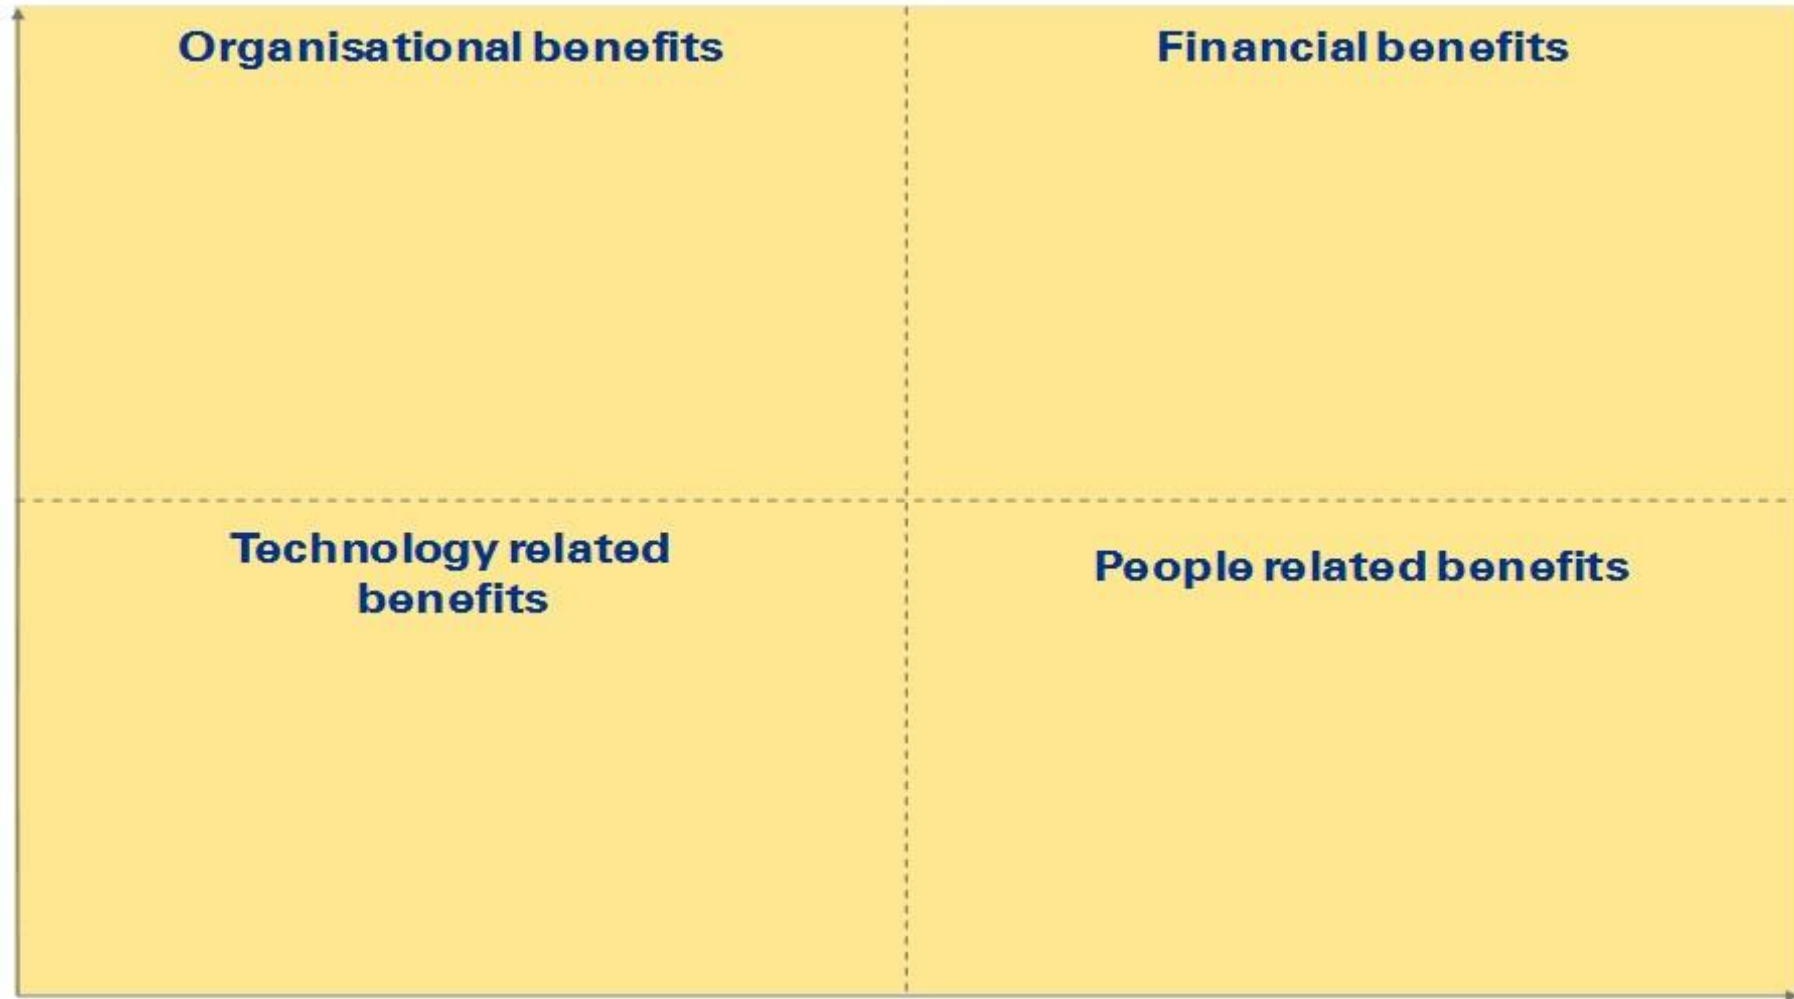 Organisational benefits
Financial benefits
Technology related
benefits
People related benefits